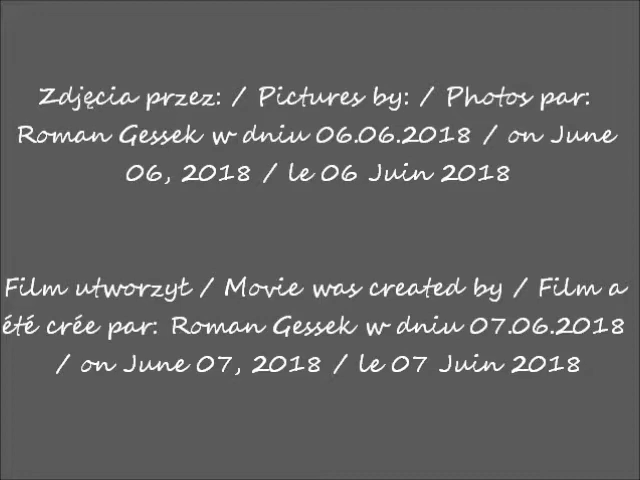 Zdjęcia przez: / Pictures by: / Photos par:
Roman Gessek w dniu 06.06.2018 / on June
06, 2018 / le 06 Juin 2018
Film utworzył / Movie was created by / Film a
été crée par: Roman Gessek w dniu 07.06.2018
/ on June 07, 2018 / le 07 Juin 2018